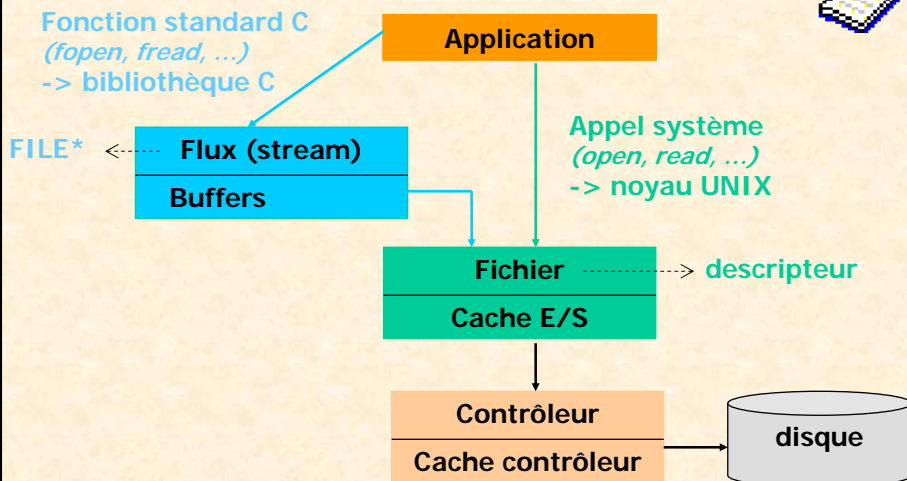 Fonction standard C
(fopen, fread, ...)
-> bibliothèque C
Application
FILE*
Flux (stream)
Buffers
Appel système
(open, read, ...)
-> noyau UNIX
Fichier
descripteur
Cache E/S
Contrôleur
Cache contrôleur
disque